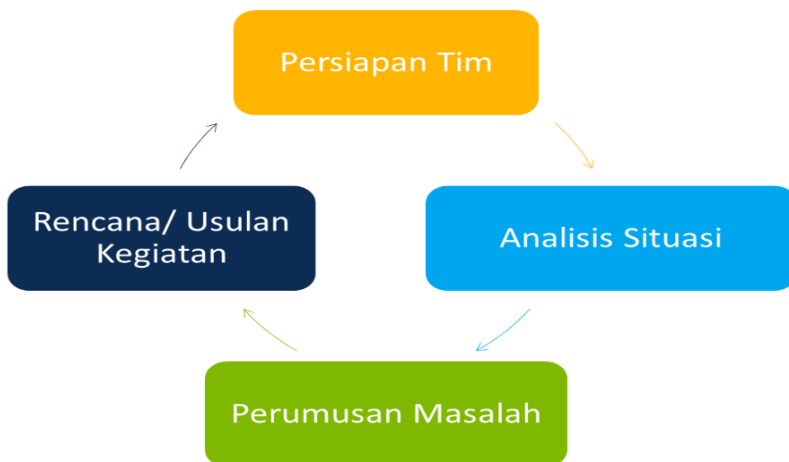 Persiapan Tim
Analisis Situasi
Perumusan Masalah
Rencana/ Usulan
Kegiatan